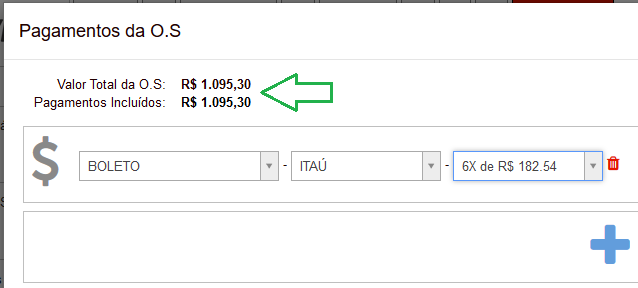 Pagamentos da O.S
Valor Total da O.S: R$ 1.095,30
Pagamentos Incluídos: R$ 1.095,30
$ BOLETO - ITAÚ - 6X de R$ 182.54